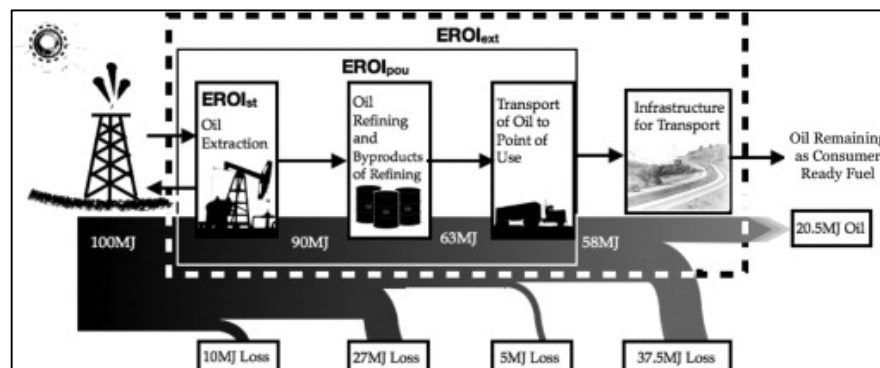 EROIext
EROIpou
EROIst
Oil
Extraction
Oil
Refining
and
Byproducts
of Refining
Transport
of Oil to
Point of
Use
Infrastructure
for Transport
Oil Remaining
as Consumer
Ready Fuel
100MJ
90MJ
63MJ
58MJ
20.5MJ Oil
10MJ Loss
27MJ Loss
5MJ Loss
37.5MJ Loss